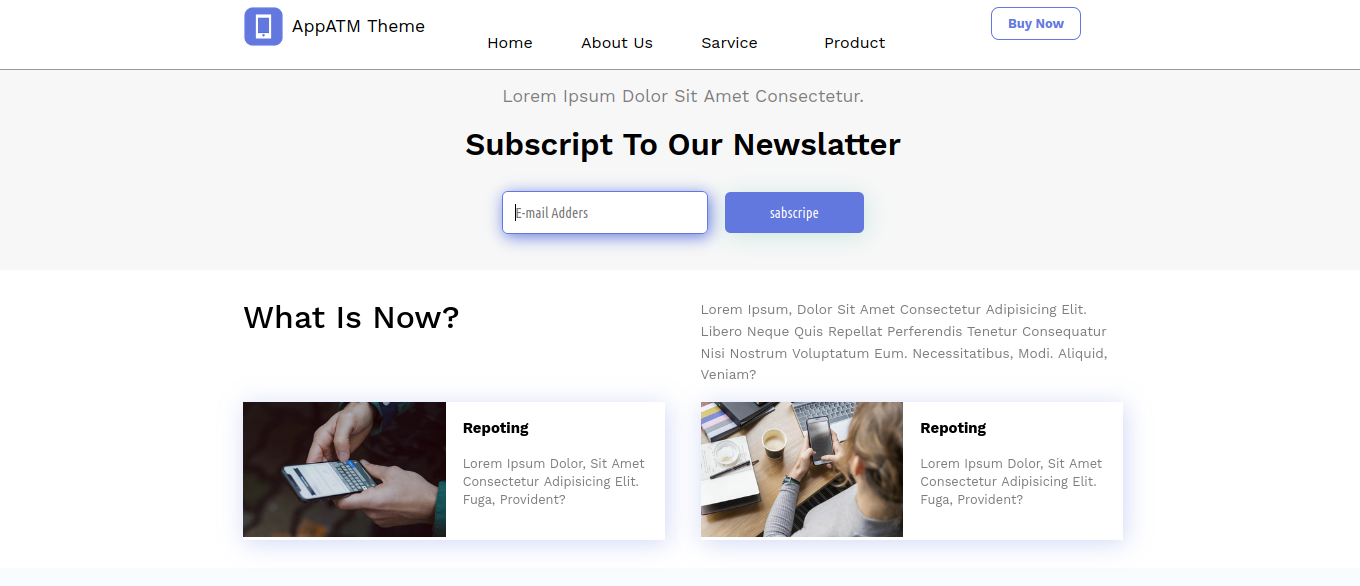 AppATM Theme
Home About Us Sarvice Product
Buy Now
Lorem Ipsum Dolor Sit Amet Consectetur.
Subscript To Our Newslatter
E-mail Adders
sabscripe
What Is Now?
Lorem Ipsum, Dolor Sit Amet Consectetur Adipisicing Elit.
Libero Neque Quis Repellat Perferendis Tenetur Consequatur
Nisi Nostrum Voluptatum Eum. Necessitatibus, Modi. Aliquid,
Veniam?
Repoting
Lorem Ipsum Dolor, Sit Amet
Consectetur Adipisicing Elit.
Fuga, Provident?
Repoting
Lorem Ipsum Dolor, Sit Amet
Consectetur Adipisicing Elit.
Fuga, Provident?